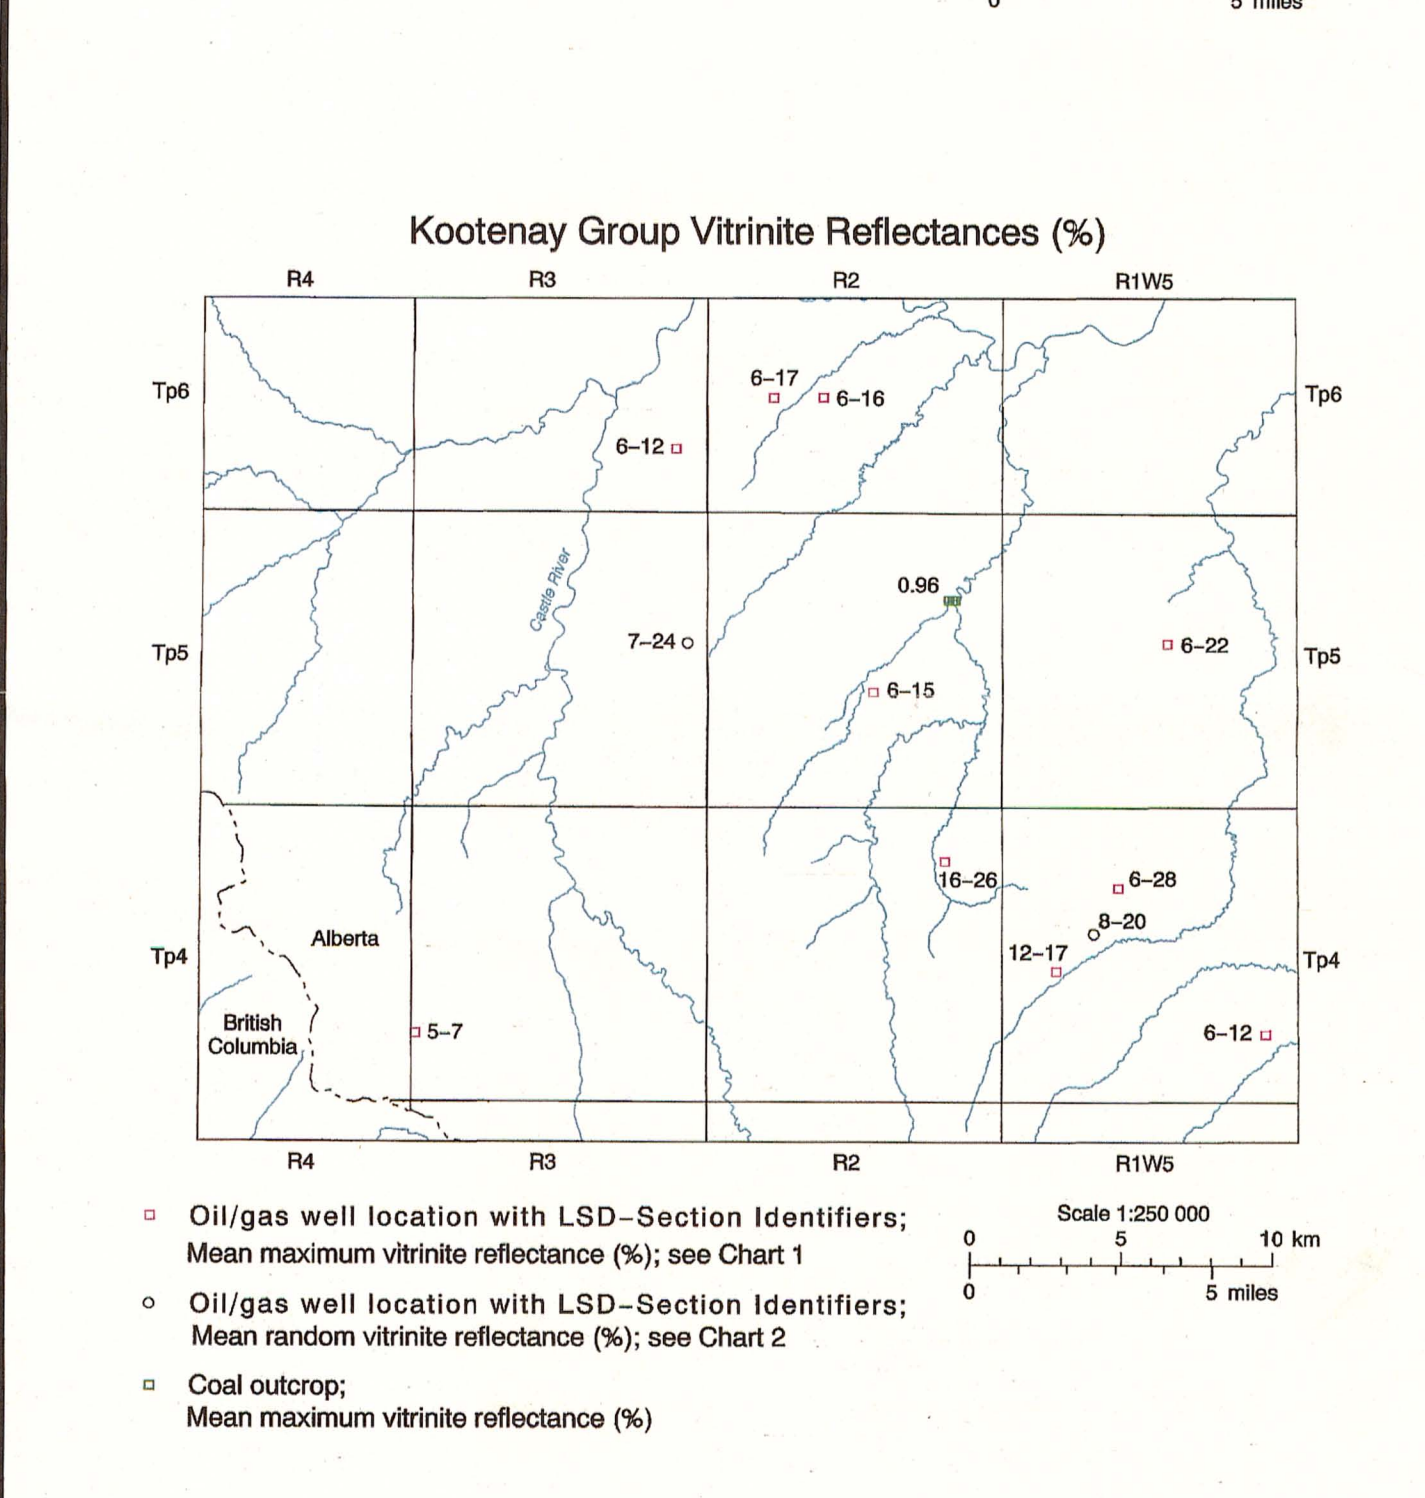 0 5 miles
Kootenay Group Vitrinite Reflectances (%)
R4 R3 R2 R1W5
6–17
Tp6 6–16 Tp6
6–12
Castle River
0.96
7–24 6–22
Tp5 Tp5
6–15
16–26 6–28
8–20
Alberta
12–17
Tp4 Tp4
British
Columbia
5–7 6–12
R4 R3 R2 R1W5
Oil/gas well location with LSD–Section Identifiers;
Mean maximum vitrinite reflectance (%); see Chart 1
Scale 1:250 000
0 5 10 km
0 5 miles
Oil/gas well location with LSD–Section Identifiers;
Mean random vitrinite reflectance (%); see Chart 2
Coal outcrop;
Mean maximum vitrinite reflectance (%)